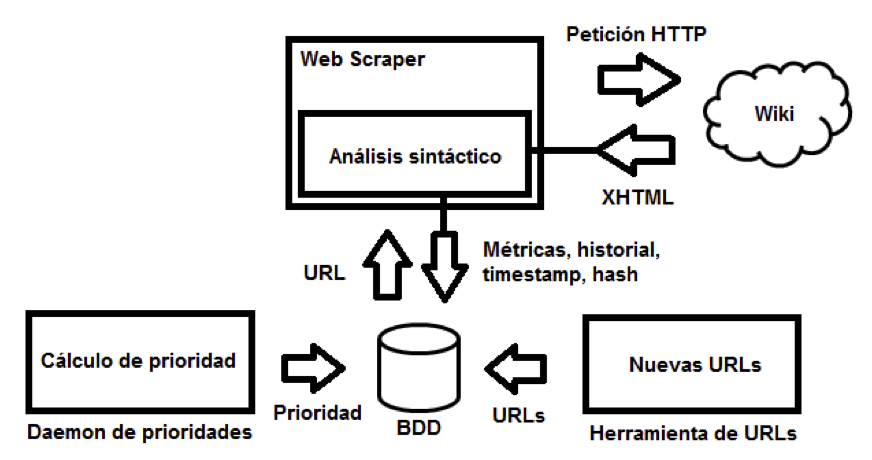 Petición HTTP
Web Scraper
Wiki
Análisis sintáctico
XHTML
URL
Métricas, historial,
timestamp, hash
Cálculo de prioridad
Nuevas URLs
Prioridad
URLs
BDD
Daemon de prioridades
Herramienta de URLs